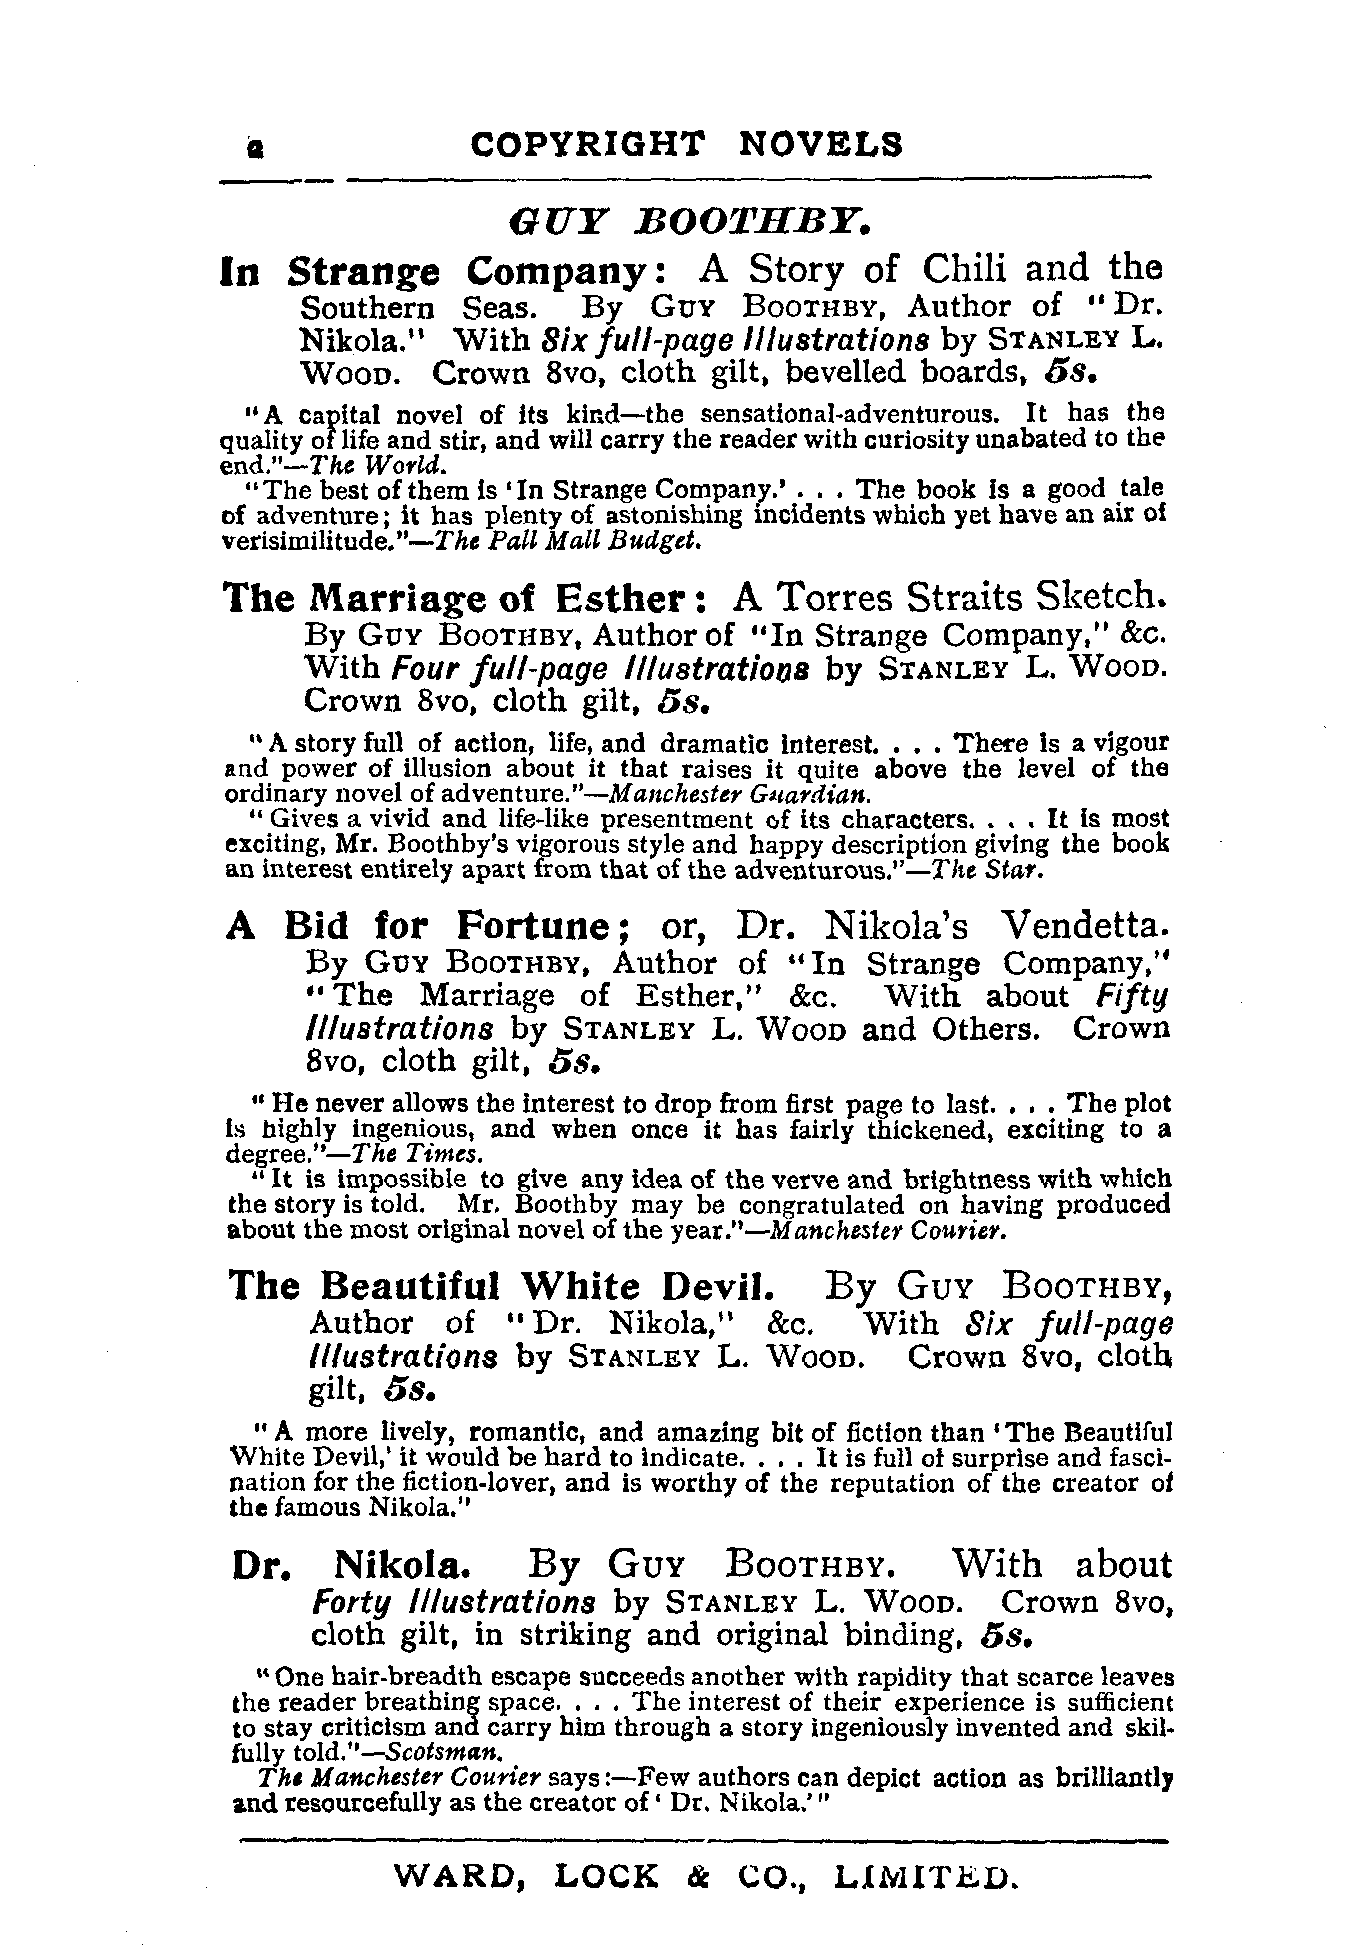 a COPYRIGHT NOVELS
GUY BOOTHBY.
In Strange Company: A Story of Chili and the
Southern Seas. By GUY BOOTHBY, Author of "Dr.
Nikola." With Six full-page Illustrations by STANLEY L.
WOOD. Crown 8vo, cloth gilt, bevelled boards, 5s.
"A capital novel of its kind—the sensational-adventurous. It has the
quality of life and stir, and will carry the reader with curiosity unabated to the
end."—The World.
"The best of them is 'In Strange Company.' . . . The book is a good tale
of adventure; it has plenty of astonishing incidents which yet have an air of
verisimilitude."—The Pall Mall Budget.
The Marriage of Esther: A Torres Straits Sketch.
By GUY BOOTHBY, Author of "In Strange Company," &c.
With Four full-page Illustrations by STANLEY L. WOOD.
Crown 8vo, cloth gilt, 5s.
"A story full of action, life, and dramatic interest. . . . There is a vigour
and power of illusion about it that raises it quite above the level of the
ordinary novel of adventure."—Manchester Guardian.
"Gives a vivid and life-like presentment of its characters. . . . It is most
exciting, Mr. Boothby's vigorous style and happy description giving the book
an interest entirely apart from that of the adventurous."—The Star.
A Bid for Fortune; or, Dr. Nikola's Vendetta.
By GUY BOOTHBY, Author of "In Strange Company,"
"The Marriage of Esther," &c. With about Fifty
Illustrations by STANLEY L. WOOD and Others. Crown
8vo, cloth gilt, 5s.
"He never allows the interest to drop from first page to last. . . . The plot
is highly ingenious, and when once it has fairly thickened, exciting to a
degree."—The Times.
"It is impossible to give any idea of the verve and brightness with which
the story is told. Mr. Boothby may be congratulated on having produced
about the most original novel of the year."—Manchester Courier.
The Beautiful White Devil. By GUY BOOTHBY,
Author of "Dr. Nikola," &c. With Six full-page
Illustrations by STANLEY L. WOOD. Crown 8vo, cloth
gilt, 5s.
"A more lively, romantic, and amazing bit of fiction than 'The Beautiful
White Devil,' it would be hard to indicate. . . . It is full of surprise and fasci-
nation for the fiction-lover, and is worthy of the reputation of the creator of
the famous Nikola."
Dr. Nikola. By GUY BOOTHBY. With about
Forty Illustrations by STANLEY L. WOOD. Crown 8vo,
cloth gilt, in striking and original binding, 5s.
"One hair-breadth escape succeeds another with rapidity that scarce leaves
the reader breathing space. . . . The interest of their experience is sufficient
to stay criticism and carry him through a story ingeniously invented and skil-
fully told."—Scotsman.
The Manchester Courier says:—Few authors can depict action as brilliantly
and resourcefully as the creator of 'Dr. Nikola.'"
WARD, LOCK & CO., LIMITED.